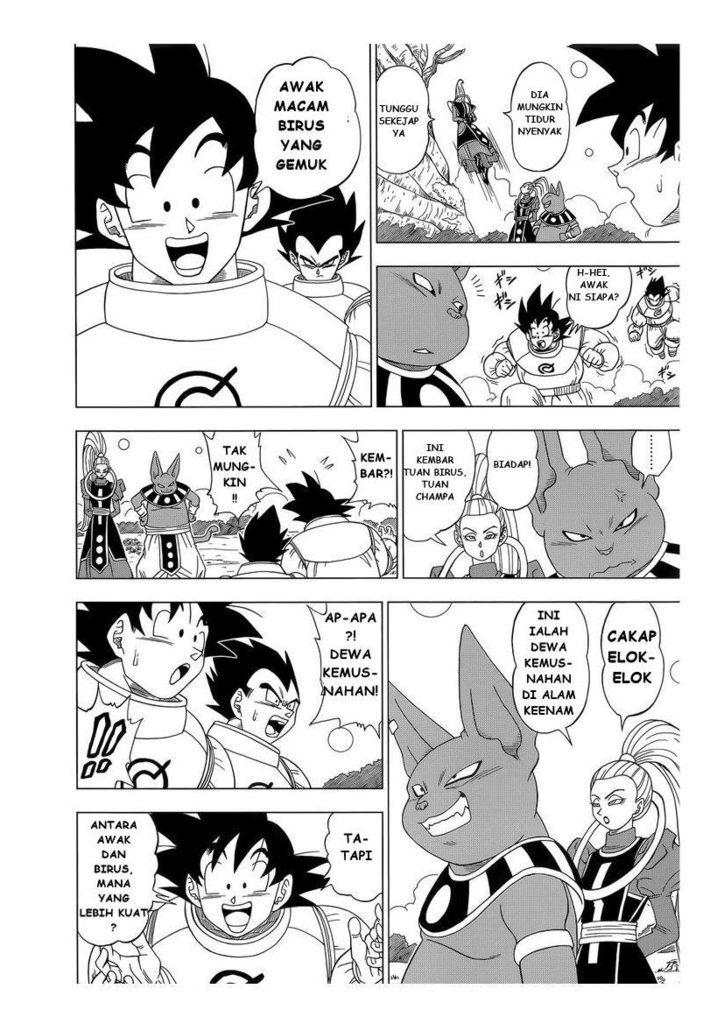 DIA
MUNGKIN
TIDUR
NYENYAK
TUNGGU
SEKEJAP
YA
H-HEI,
AWAK
NI SIAPA?
AWAK
MACAM
BIRUS
YANG
GEMUK
BIADAP!
INI
KEMBAR
TUAN BIRUS,
TUAN
CHAMPA
KEM-
BAR?!
TAK
MUNG-
KIN
!!
CAKAP
ELOK-
ELOK
INI
IALAH
DEWA
KEMUS-
NAHAN
DI ALAM
KEENAM
AP-APA
?!
DEWA
KEMUS-
NAHAN!
!!
TA-
TAPI
ANTARA
AWAK
DAN
BIRUS,
MANA
YANG
LEBIH KUAT
?